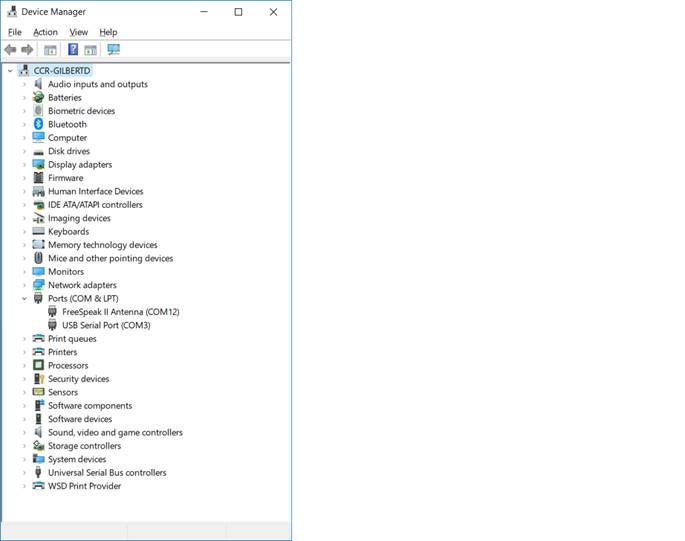 Device Manager
File Action View Help
CCR-GILBERTD
Audio inputs and outputs
Batteries
Biometric devices
Bluetooth
Computer
Disk drives
Display adapters
Firmware
Human Interface Devices
IDE ATA/ATAPI controllers
Imaging devices
Keyboards
Memory technology devices
Mice and other pointing devices
Monitors
Network adapters
Ports (COM & LPT)
FreeSpeak II Antenna (COM12)
USB Serial Port (COM3)
Print queues
Printers
Processors
Security devices
Sensors
Software components
Software devices
Sound, video and game controllers
Storage controllers
System devices
Universal Serial Bus controllers
WSD Print Provider